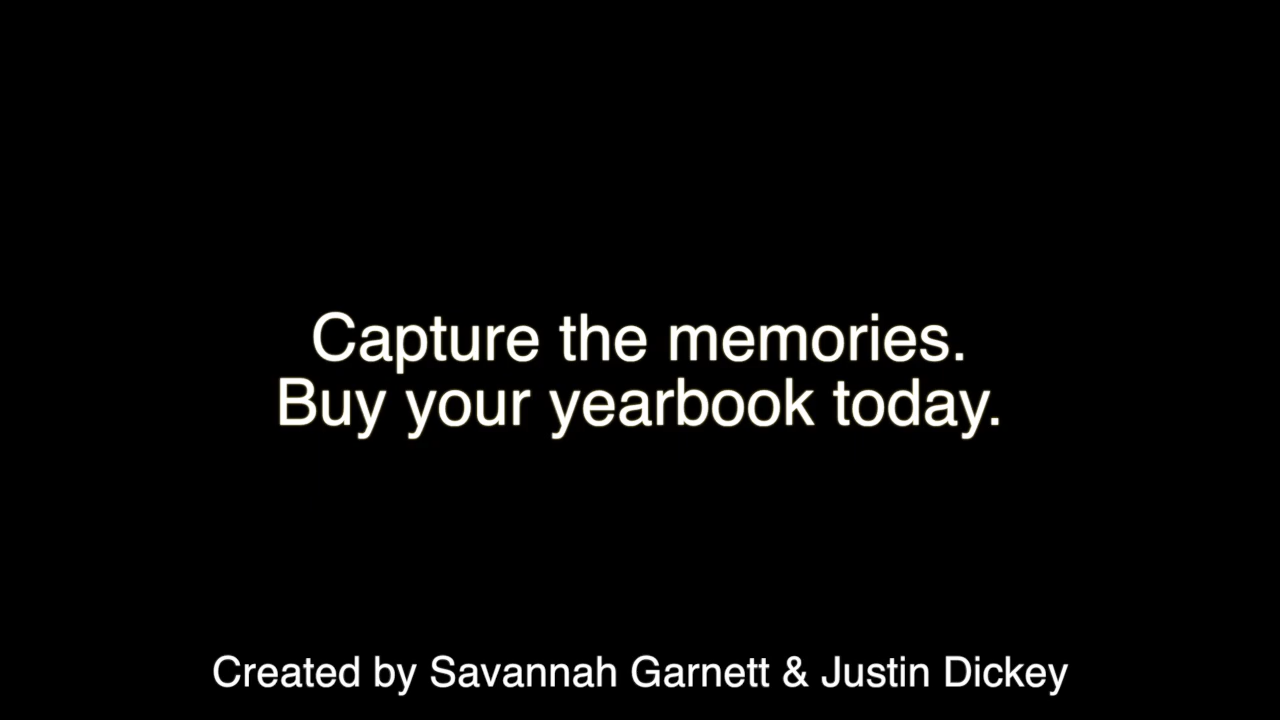 Capture the memories.
Buy your yearbook today.
Created by Savannah Garnett & Justin Dickey